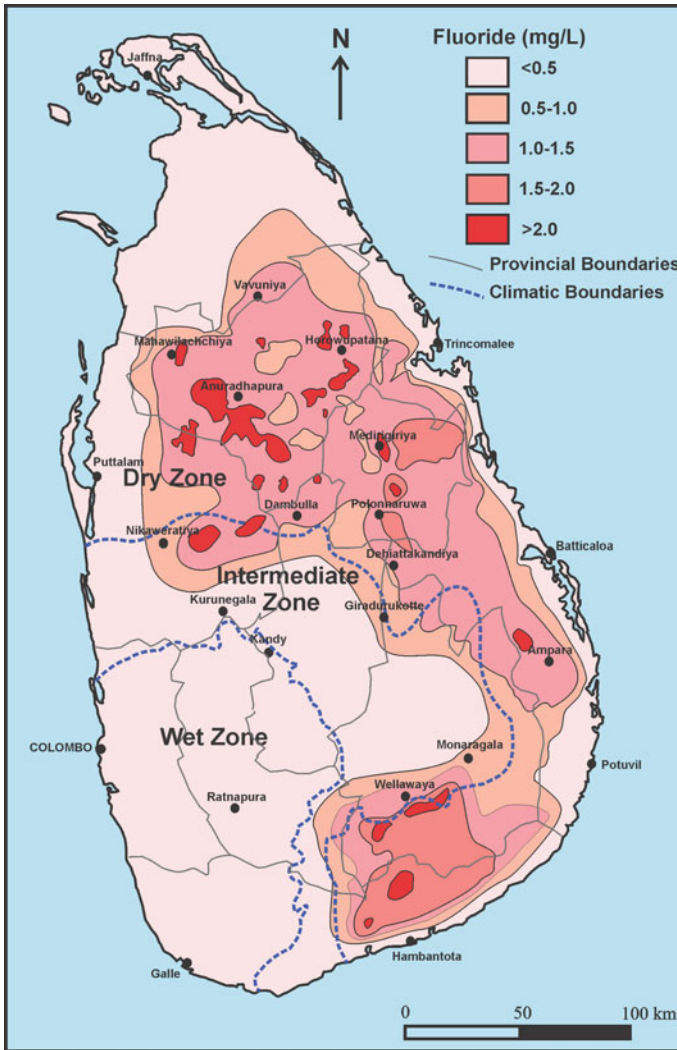 Jaffna
N
Fluoride (mg/L)
<0.5
0.5-1.0
1.0-1.5
1.5-2.0
>2.0
Provincial Boundaries
Climatic Boundaries
Vavuniya
Mahawilachchiya
Horowupatana
Trincomalee
Anuradhapura
Medirigiriya
Puttalam
Dry Zone
Dambulla
Polonnaruwa
Nikaweratiya
Batticaloa
Dehiattakandiya
Intermediate
Zone
Kurunegala
Giradurukotte
Kandy
Ampara
Wet Zone
COLOMBO
Monaragala
Potuvil
Wellawaya
Ratnapura
Hambantota
Galle
0
50
100 km